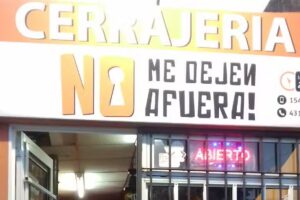 CERRAJERIA
NO ME DEJEN
AFUERA!
ABIERTO